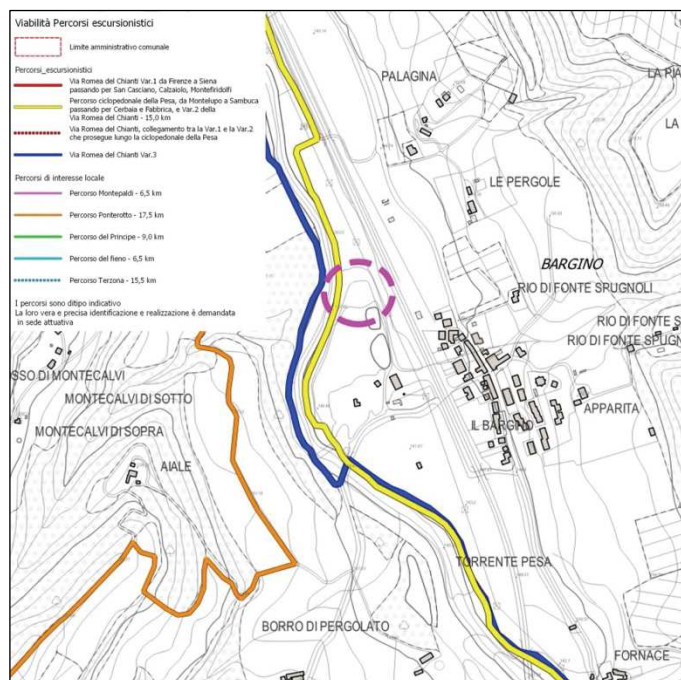 Viabilità Percorsi escursionistici
Limite amministrativo comunale
Percorsi_escursionistici
Via Romea del Chianti Var.1 da Firenze a Siena
passando per San Casciano, Calzaiolo, Montefiridolfi
Percorso ciclopedonale della Pesa, da Montelupo a Sambuca
passando per Cerbaia e Fabbrica, e Var.2 della
Via Romea del Chianti - 15,0 km
Via Romea del Chianti, collegamento tra la Var.1 e la Var.2
che prosegue lungo la ciclopedonale della Pesa
Via Romea del Chianti Var.3
Percorsi di interesse locale
Percorso Montepaldi - 6,5 km
Percorso Ponterotto - 17,5 km
Percorso del Principe - 9,0 km
Percorso del fieno - 6,5 km
Percorso Terzona - 15,5 km
I percorsi sono ditipo indicativo
La loro vera e precisa identificazione e realizzazione è demandata
in sede attuativa
PALAGINA
LA PIA
LA
LE PERGOLE
BARGINO
RIO DI FONTE SPUGNOLI
RIO DI FONTE S
RIO DI FONTE SPUGN
SSO DI MONTECALVI
MONTECALVI DI SOTTO
MONTECALVI DI SOPRA
AIALE
IL BARGINO
APPARITA
TORRENTE PESA
BORRO DI PERGOLATO
FORNACE